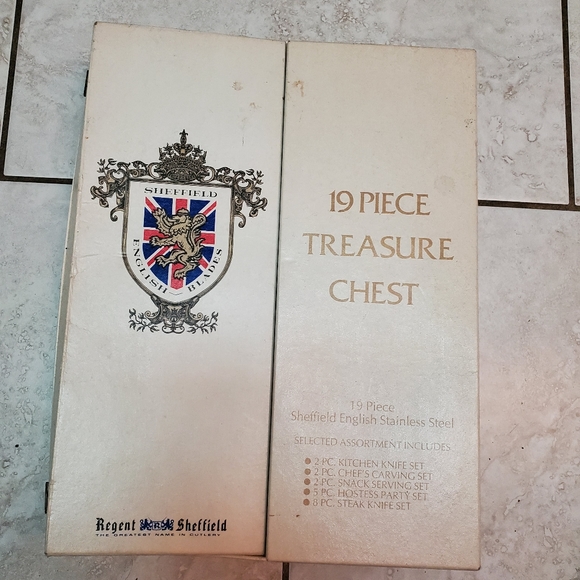 SHEFFIELD
ENGLISH BLADES
Regent Sheffield
THE GREATEST NAME IN CUTLERY
19 PIECE
TREASURE
CHEST
19 Piece
Sheffield English Stainless Steel
SELECTED ASSORTMENT INCLUDES
● 2 PC. KITCHEN KNIFE SET
● 2 PC. CHEF'S CARVING SET
● 2 PC. SNACK SERVING SET
● 5 PC. HOSTESS PARTY SET
● 8 PC. STEAK KNIFE SET